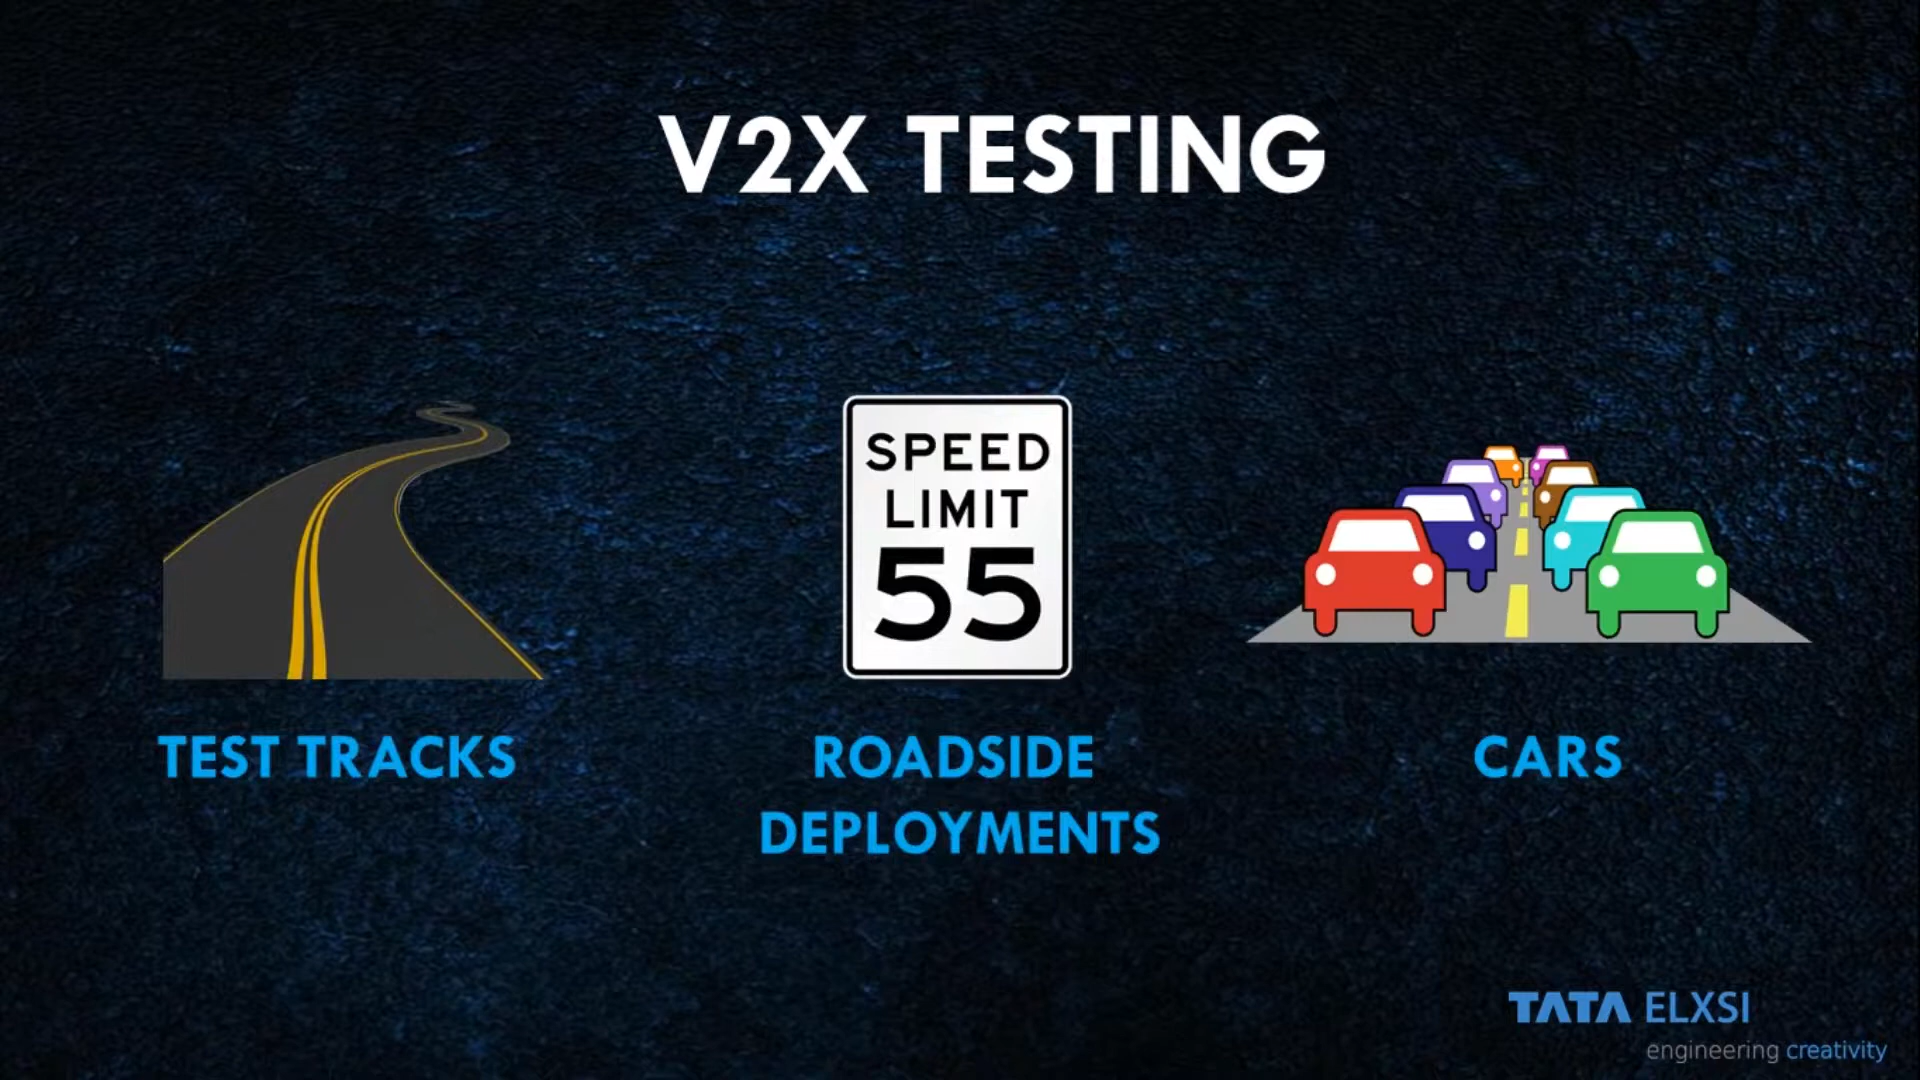 V2X TESTING
SPEED
LIMIT
55
TEST TRACKS
ROADSIDE
DEPLOYMENTS
CARS
TATA ELXSI
engineering creativity